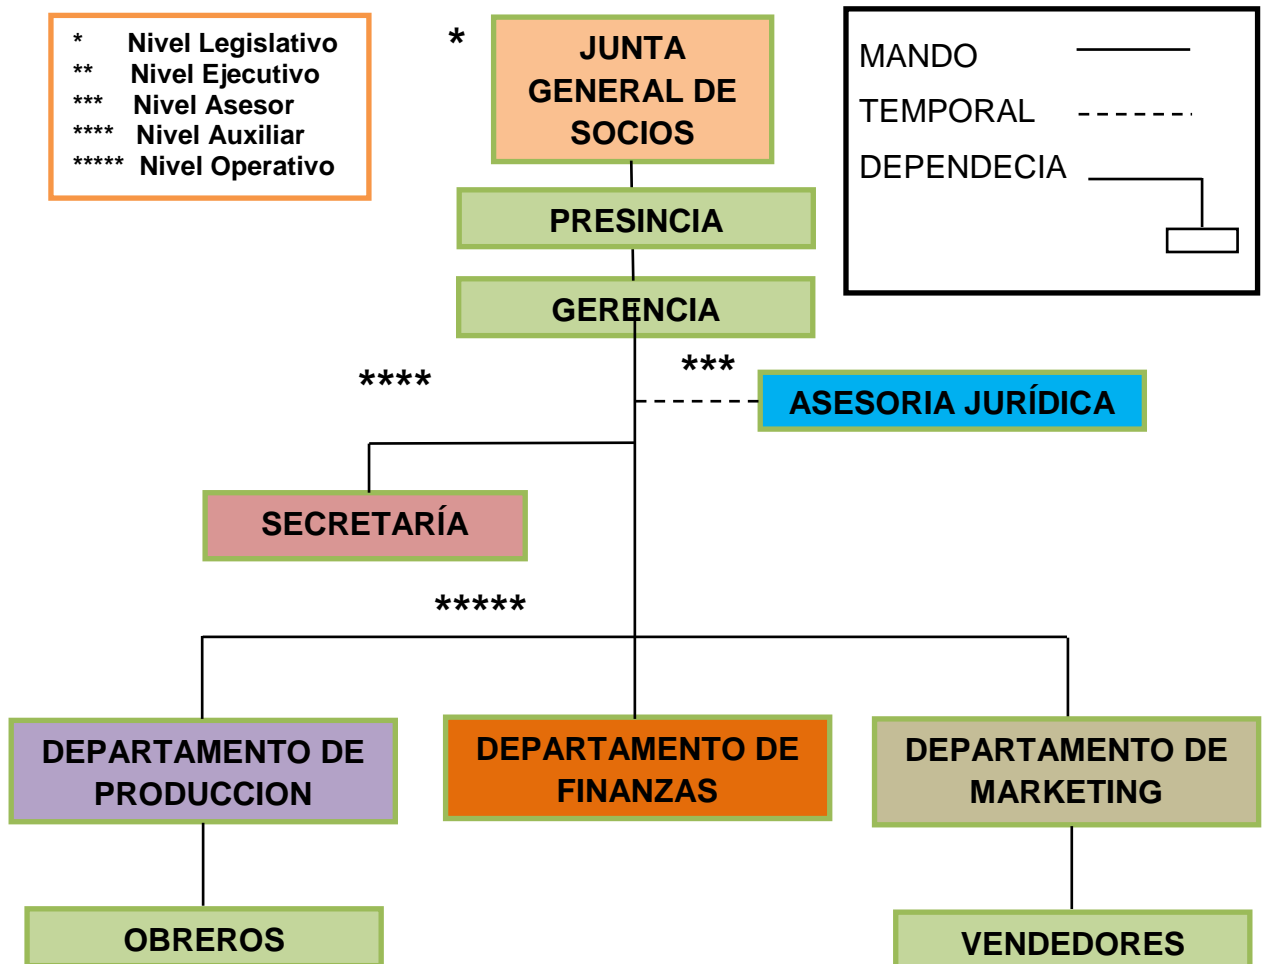 * Nivel Legislativo
** Nivel Ejecutivo
*** Nivel Asesor
**** Nivel Auxiliar
***** Nivel Operativo
*
JUNTA
GENERAL DE
SOCIOS
MANDO
TEMPORAL
DEPENDECIA
PRESINCIA
GERENCIA
****
***
ASESORIA JURÍDICA
SECRETARÍA
*****
DEPARTAMENTO DE
PRODUCCION
DEPARTAMENTO DE
FINANZAS
DEPARTAMENTO DE
MARKETING
OBREROS
VENDEDORES